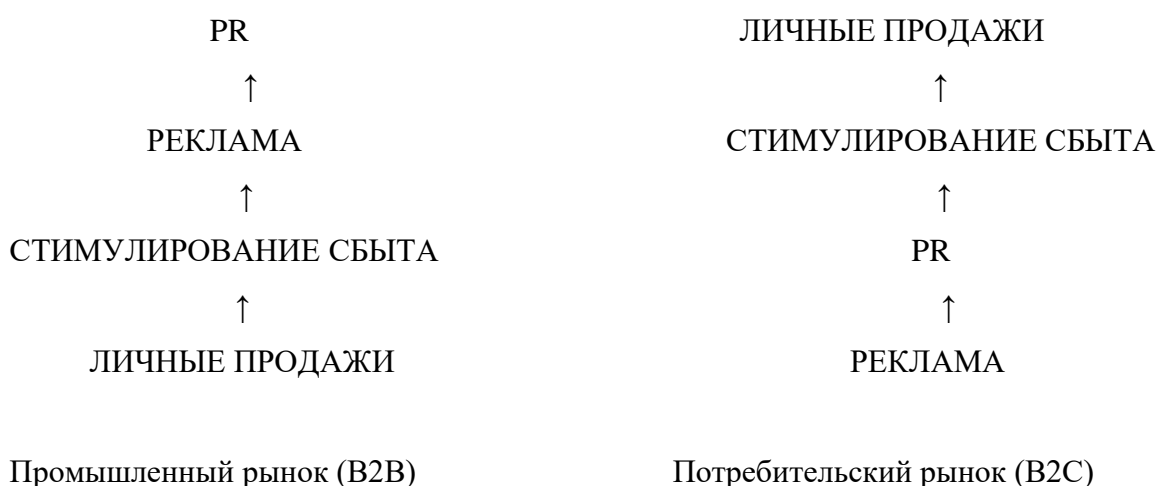 PR ЛИЧНЫЕ ПРОДАЖИ
↑ ↑
РЕКЛАМА СТИМУЛИРОВАНИЕ СБЫТА
↑ ↑
СТИМУЛИРОВАНИЕ СБЫТА PR
↑ ↑
ЛИЧНЫЕ ПРОДАЖИ РЕКЛАМА
Промышленный рынок (B2B) Потребительский рынок (B2C)